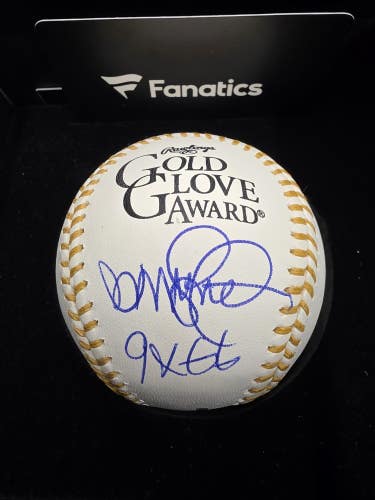 Fanatics
Rawlings
GOLD
GLOVE
AWARD®
9x GG